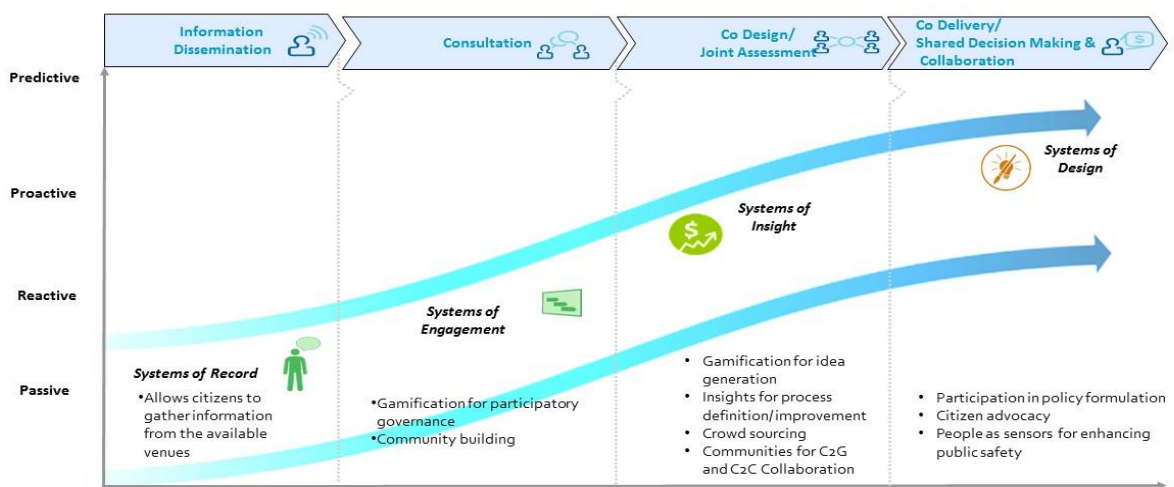 Information
Dissemination
Consultation
Co Design/
Joint Assessment
Co Delivery/
Shared Decision Making &
Collaboration
Predictive
Proactive
Reactive
Passive
Systems of Record
•Allows citizens to
gather information
from the available
venues
Systems of
Engagement
•Gamification for participatory
governance
•Community building
$
Systems of
Insight
• Gamification for idea
generation
• Insights for process
definition/improvement
• Crowd sourcing
• Communities for C2G
and C2C Collaboration
$
Systems of
Design
• Participation in policy formulation
• Citizen advocacy
• People as sensors for enhancing
public safety